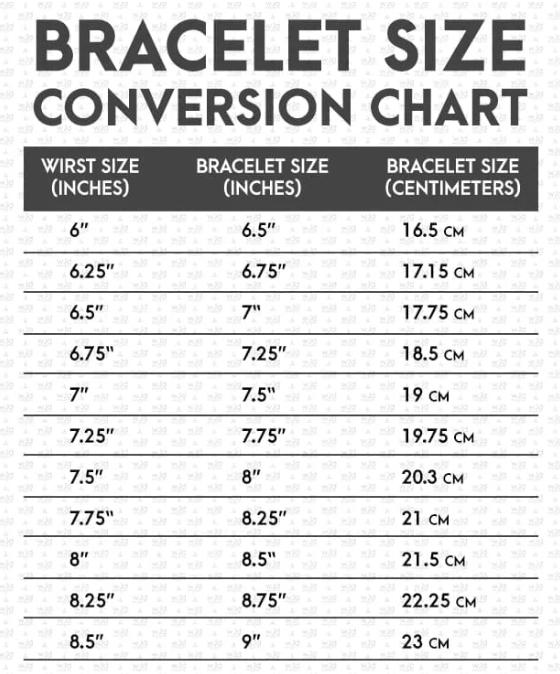 BRACELET SIZE
CONVERSION CHART
WIRST SIZE BRACELET SIZE BRACELET SIZE
(INCHES) (INCHES) (CENTIMETERS)
6" 6.5" 16.5 CM
6.25" 6.75" 17.15 CM
6.5" 7“ 17.75 CM
6.75“ 7.25" 18.5 CM
7" 7.5“ 19 CM
7.25" 7.75" 19.75 CM
7.5" 8" 20.3 CM
7.75“ 8.25" 21 CM
8" 8.5“ 21.5 CM
8.25" 8.75" 22.25 CM
8.5" 9" 23 CM